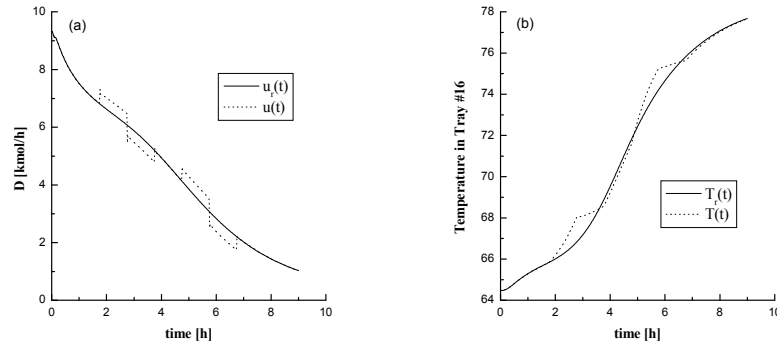 (a)
10
8
6
4
2
0
D [kmol/h]
u_r(t)
u(t)
0 2 4 6 8 10
time [h]
(b)
78
76
74
72
70
68
66
64
Temperature in Tray #16
T_r(t)
T(t)
0 2 4 6 8 10
time [h]